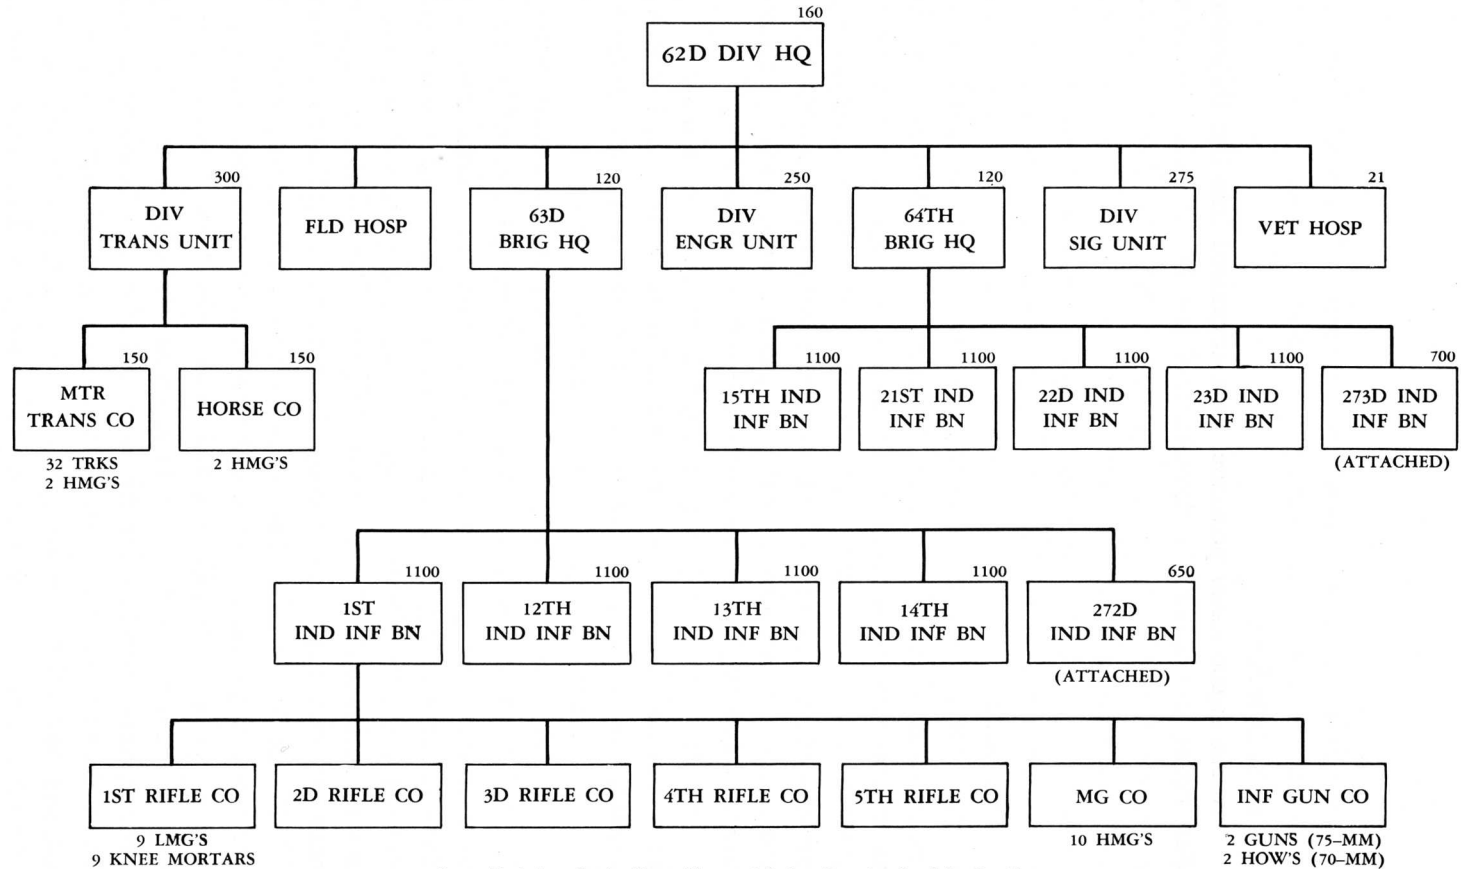 160
62D DIV HQ
300
DIV
TRANS UNIT
FLD HOSP
120
63D
BRIG HQ
250
DIV
ENGR UNIT
120
64TH
BRIG HQ
275
DIV
SIG UNIT
21
VET HOSP
150
MTR
TRANS CO
32 TRKS
2 HMG'S
150
HORSE CO
2 HMG'S
1100
15TH IND
INF BN
1100
21ST IND
INF BN
1100
22D IND
INF BN
1100
23D IND
INF BN
700
273D IND
INF BN
(ATTACHED)
1100
1ST
IND INF BN
1100
12TH
IND INF BN
1100
13TH
IND INF BN
1100
14TH
IND INF BN
650
272D
IND INF BN
(ATTACHED)
1ST RIFLE CO
9 LMG'S
9 KNEE MORTARS
2D RIFLE CO
3D RIFLE CO
4TH RIFLE CO
5TH RIFLE CO
MG CO
10 HMG'S
INF GUN CO
2 GUNS (75–MM)
2 HOW'S (70–MM)